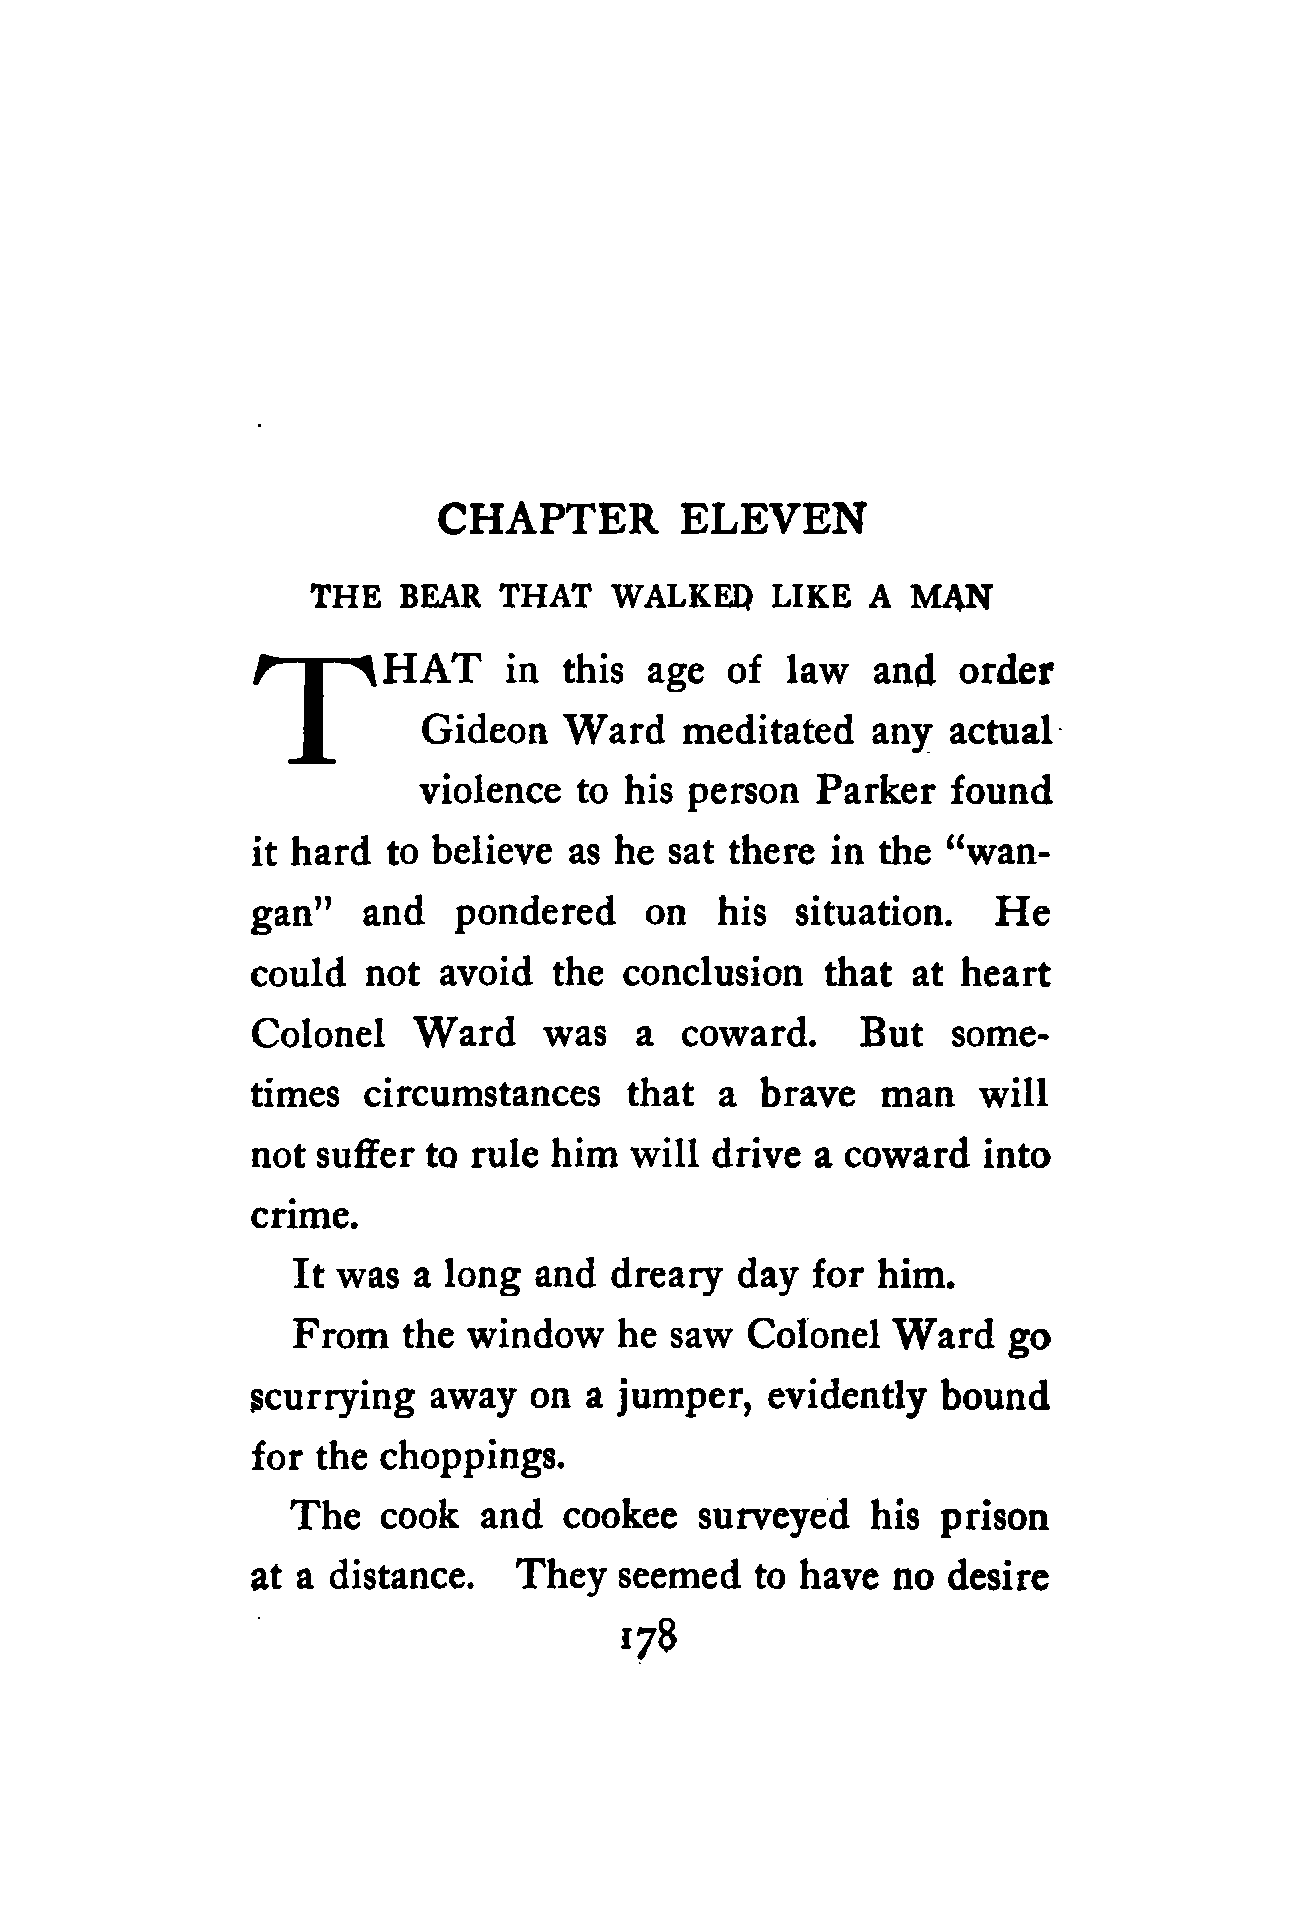 CHAPTER ELEVEN
THE BEAR THAT WALKED LIKE A MAN
THAT in this age of law and order
Gideon Ward meditated any actual
violence to his person Parker found
it hard to believe as he sat there in the “wan-
gan” and pondered on his situation. He
could not avoid the conclusion that at heart
Colonel Ward was a coward. But some-
times circumstances that a brave man will
not suffer to rule him will drive a coward into
crime.
It was a long and dreary day for him.
From the window he saw Colonel Ward go
scurrying away on a jumper, evidently bound
for the choppings.
The cook and cookee surveyed his prison
at a distance. They seemed to have no desire
178